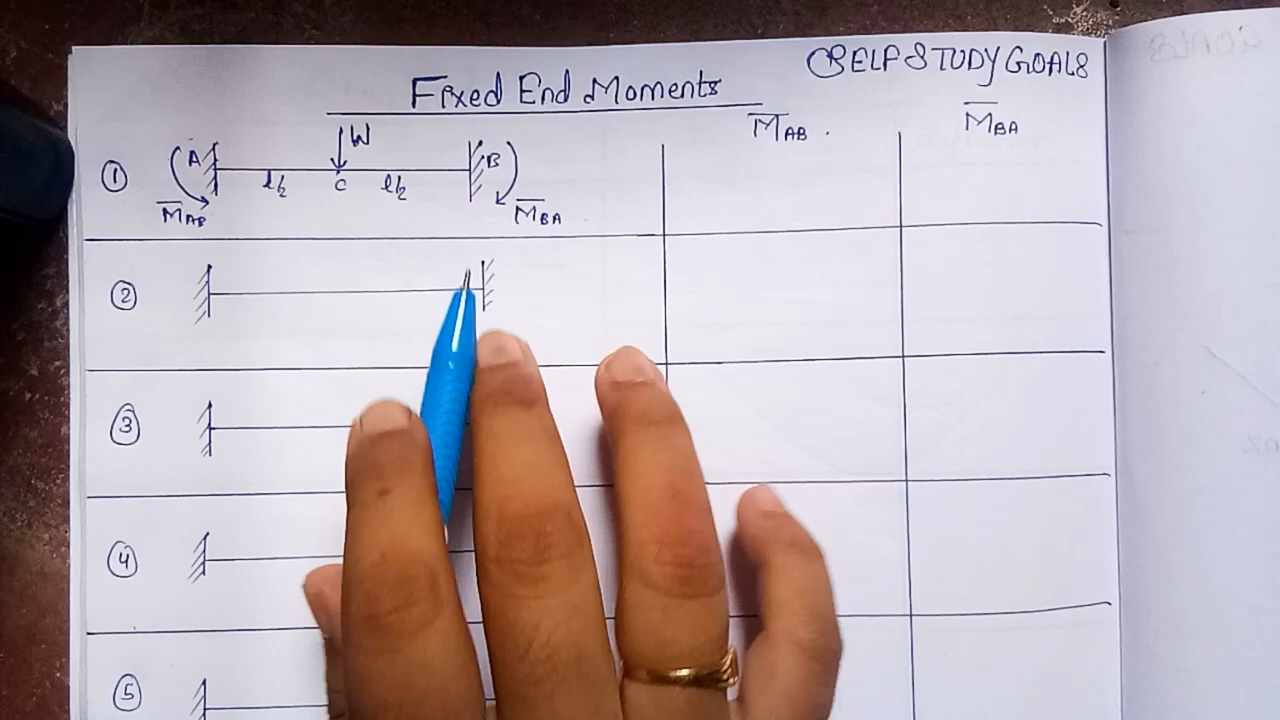 SELF STUDY GOALS
Fixed End Moments
M̅AB.
M̅BA
① A W B
l/2 C l/2
M̅AB M̅BA
②
③
④
⑤